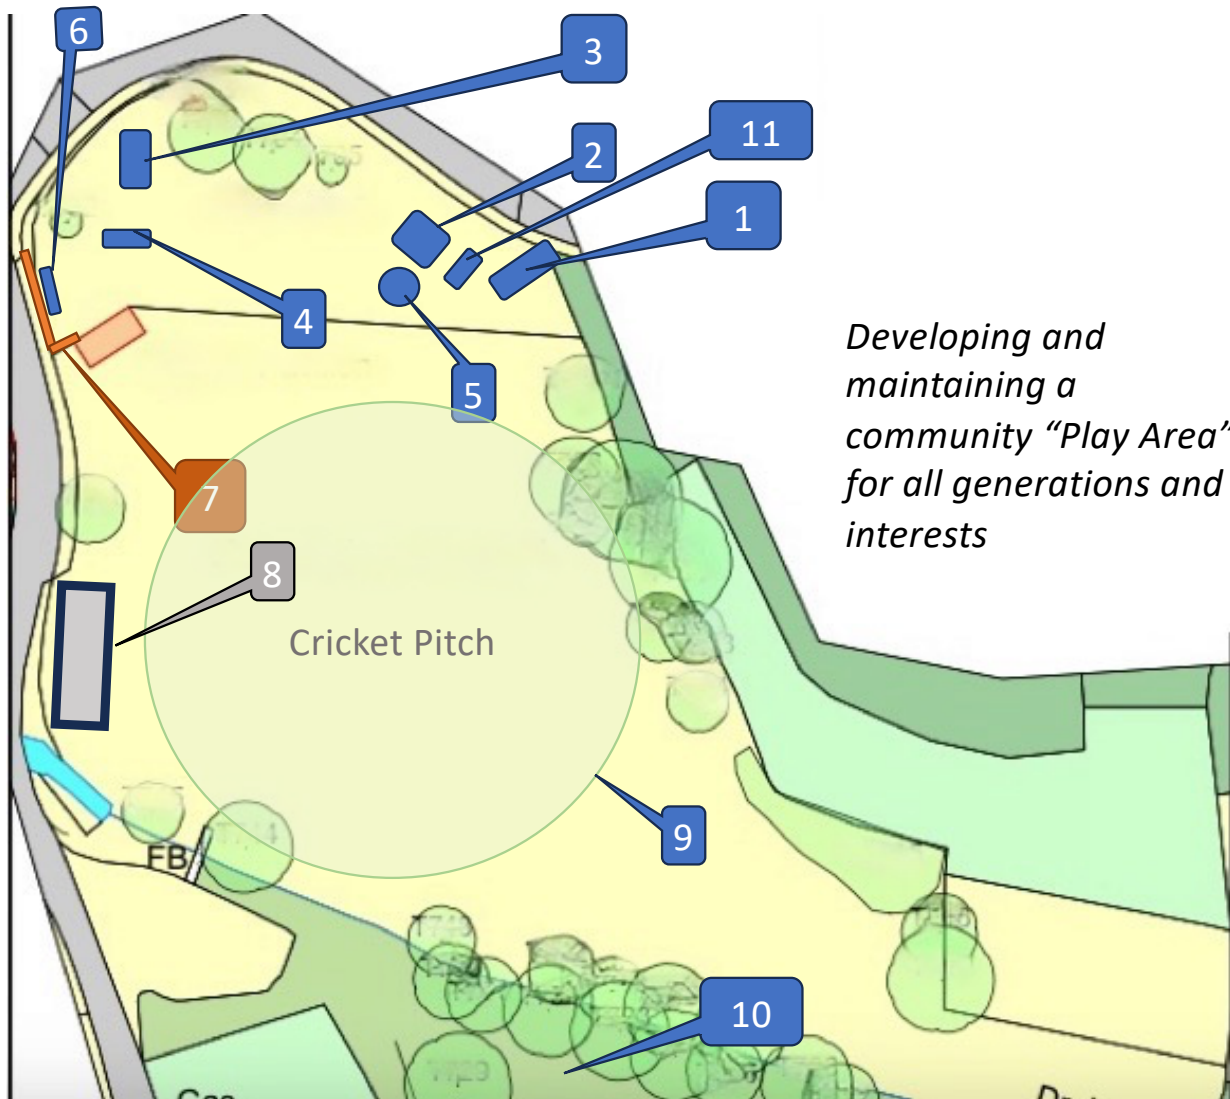 6
3
11
2
1
4
Developing and
maintaining a
community “Play Area”
for all generations and
interests
5
7
8
Cricket Pitch
9
FB
10